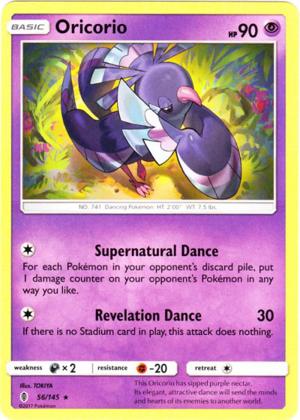 BASIC
Oricorio
HP 90
NO. 741 Dancing Pokémon HT: 2'00" WT: 7.5 lbs.
Supernatural Dance
For each Pokémon in your opponent's discard pile, put
1 damage counter on your opponent's Pokémon in any
way you like.
Revelation Dance 30
If there is no Stadium card in play, this attack does nothing.
weakness ×2 resistance -20 retreat
Illus. TOKIYA
56/145
©2017 Pokémon
This Oricorio has sipped purple nectar.
Its elegant, attractive dance will send the minds
and hearts of its enemies to another world.